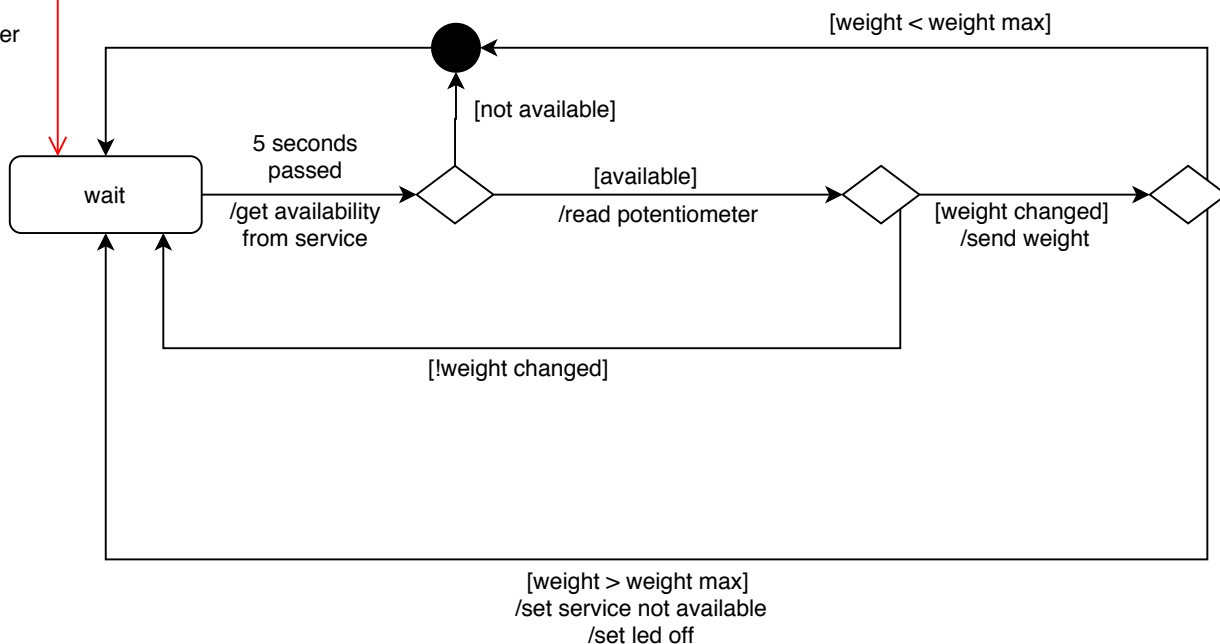 [weight < weight max]
er
[not available]
5 seconds
passed
[available]
wait
/get availability
from service
/read potentiometer
[weight changed]
/send weight
[!weight changed]
[weight > weight max]
/set service not available
/set led off